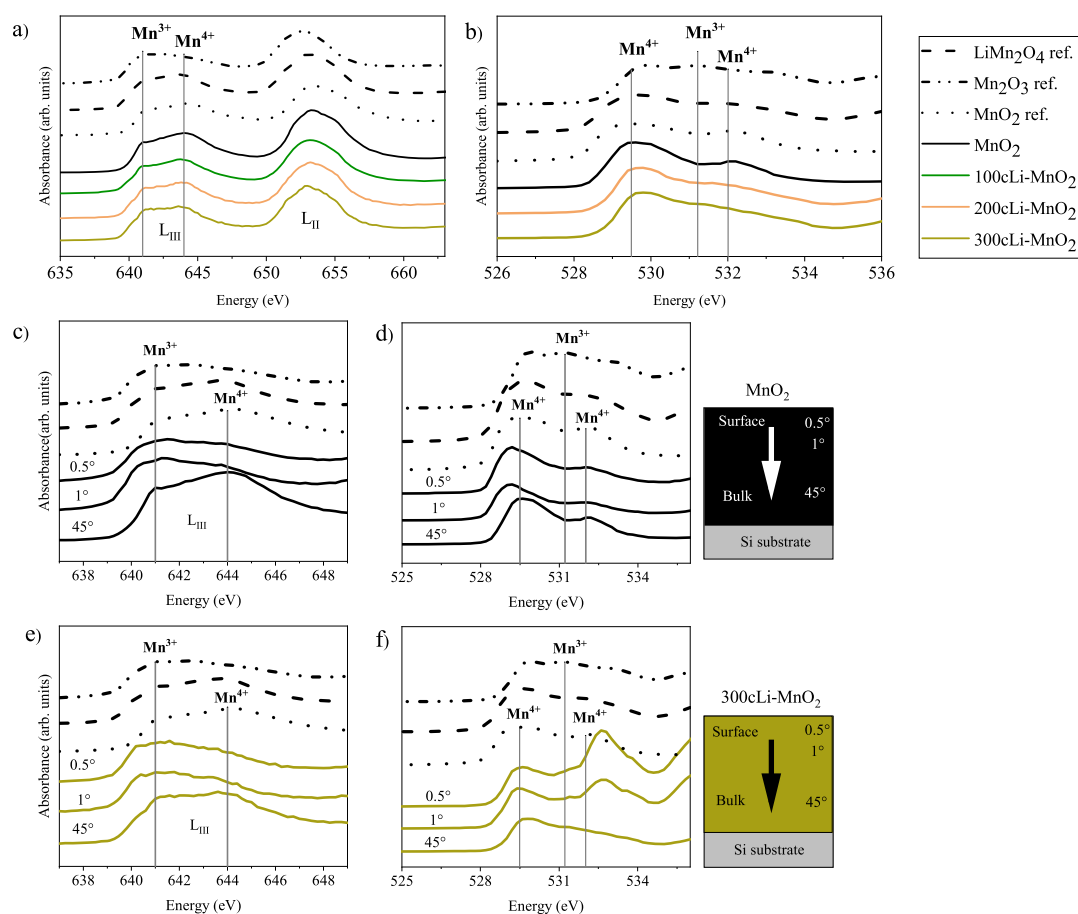 a)
Mn3+
Mn4+
LIII
LII
Absorbance (arb. units)
635 640 645 650 655 660
Energy (eV)
b)
Mn4+
Mn3+
Mn4+
Absorbance (arb. units)
526 528 530 532 534 536
Energy (eV)
LiMn2O4 ref.
Mn2O3 ref.
MnO2 ref.
MnO2
100cLi-MnO2
200cLi-MnO2
300cLi-MnO2
c)
Mn3+
Mn4+
0.5°
1°
45°
LIII
Absorbance(arb. units)
638 640 642 644 646 648
Energy (eV)
d)
Mn3+
Mn4+
Mn4+
0.5°
1°
45°
525 528 531 534
Energy (eV)
MnO2
Surface 0.5°
1°
Bulk 45°
Si substrate
e)
Mn3+
Mn4+
0.5°
1°
45°
LIII
Absorbance (arb. units)
638 640 642 644 646 648
Energy (eV)
f)
Mn3+
Mn4+
Mn4+
0.5°
1°
45°
525 528 531 534
Energy (eV)
300cLi-MnO2
Surface 0.5°
1°
Bulk 45°
Si substrate